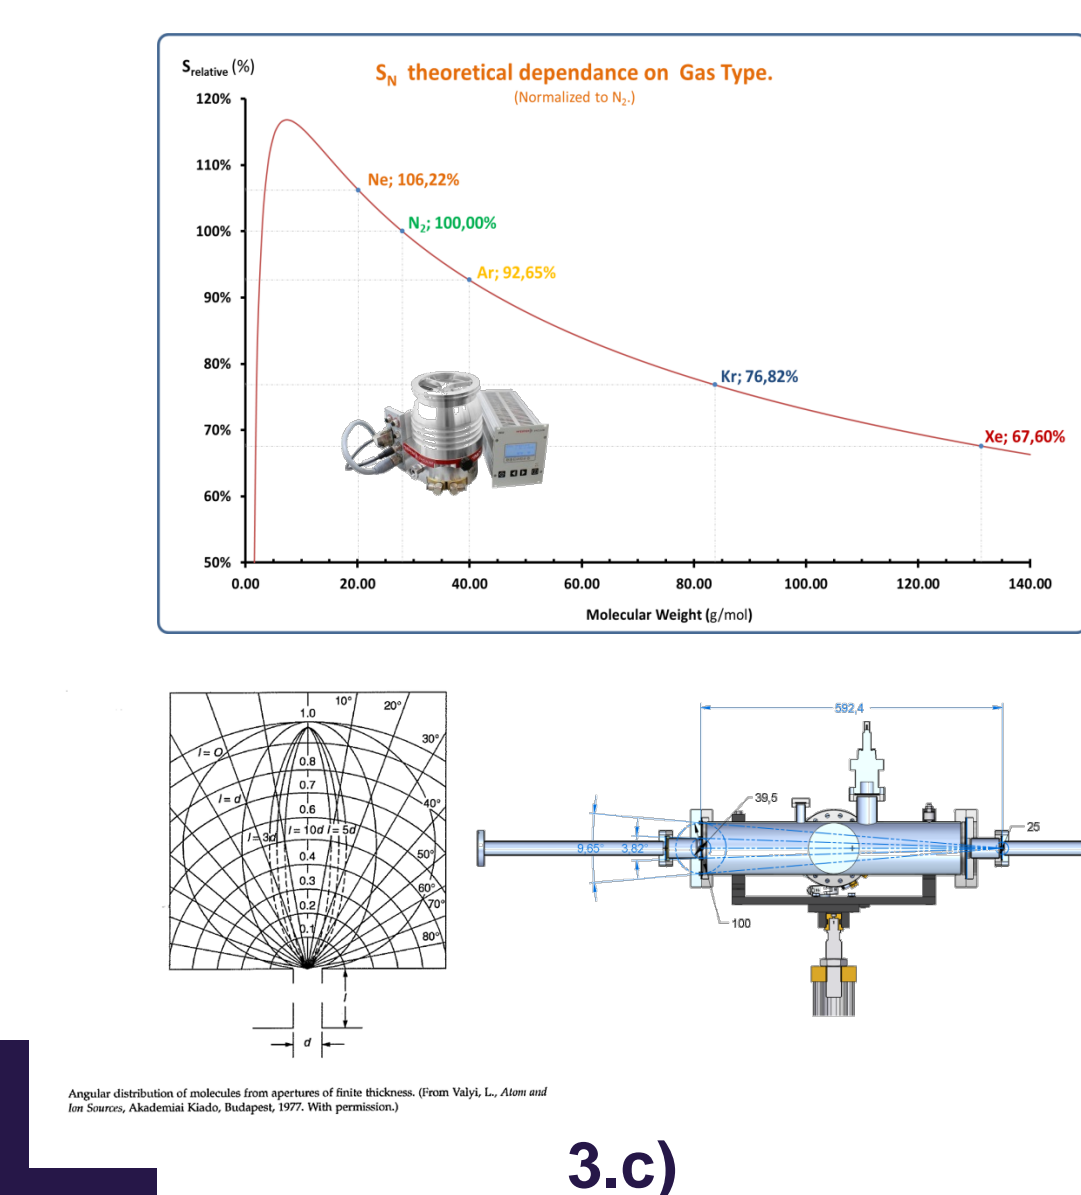 S_relative (%)
S_N theoretical dependance on Gas Type.
(Normalized to N₂.)
120%
110%
100%
90%
80%
70%
60%
50%
Ne; 106,22%
N₂; 100,00%
Ar; 92,65%
Kr; 76,82%
Xe; 67,60%
0.00 20.00 40.00 60.00 80.00 100.00 120.00 140.00
Molecular Weight (g/mol)
10°
20°
30°
40°
50°
60°
70°
80°
1.0
0.8
0.7
0.6
0.4
0.3
0.2
0.1
l = O
l = d
l = 3d
l = 10d
l = 5d
l
d
592,4
39,5
25
9.65°
3.82°
100
Angular distribution of molecules from apertures of finite thickness. (From Valyi, L., Atom and
Ion Sources, Akademiai Kiado, Budapest, 1977. With permission.)
3.c)